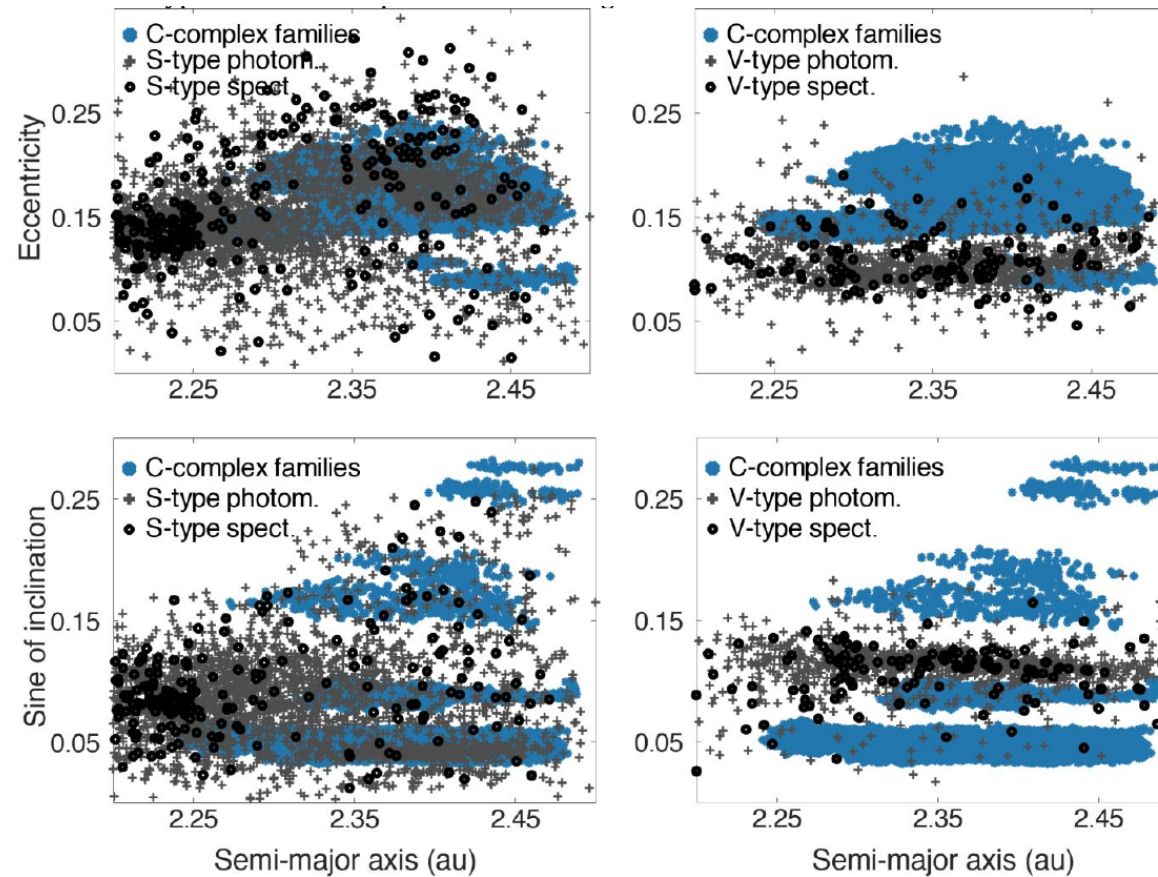 C-complex families
S-type photom.
S-type spect.
Eccentricity
0.25
0.15
0.05
2.25 2.35 2.45
C-complex families
V-type photom.
V-type spect.
0.25
0.15
0.05
2.25 2.35 2.45
C-complex families
S-type photom.
S-type spect.
Sine of inclination
0.25
0.15
0.05
2.25 2.35 2.45
Semi-major axis (au)
C-complex families
V-type photom.
V-type spect.
0.25
0.15
0.05
2.25 2.35 2.45
Semi-major axis (au)